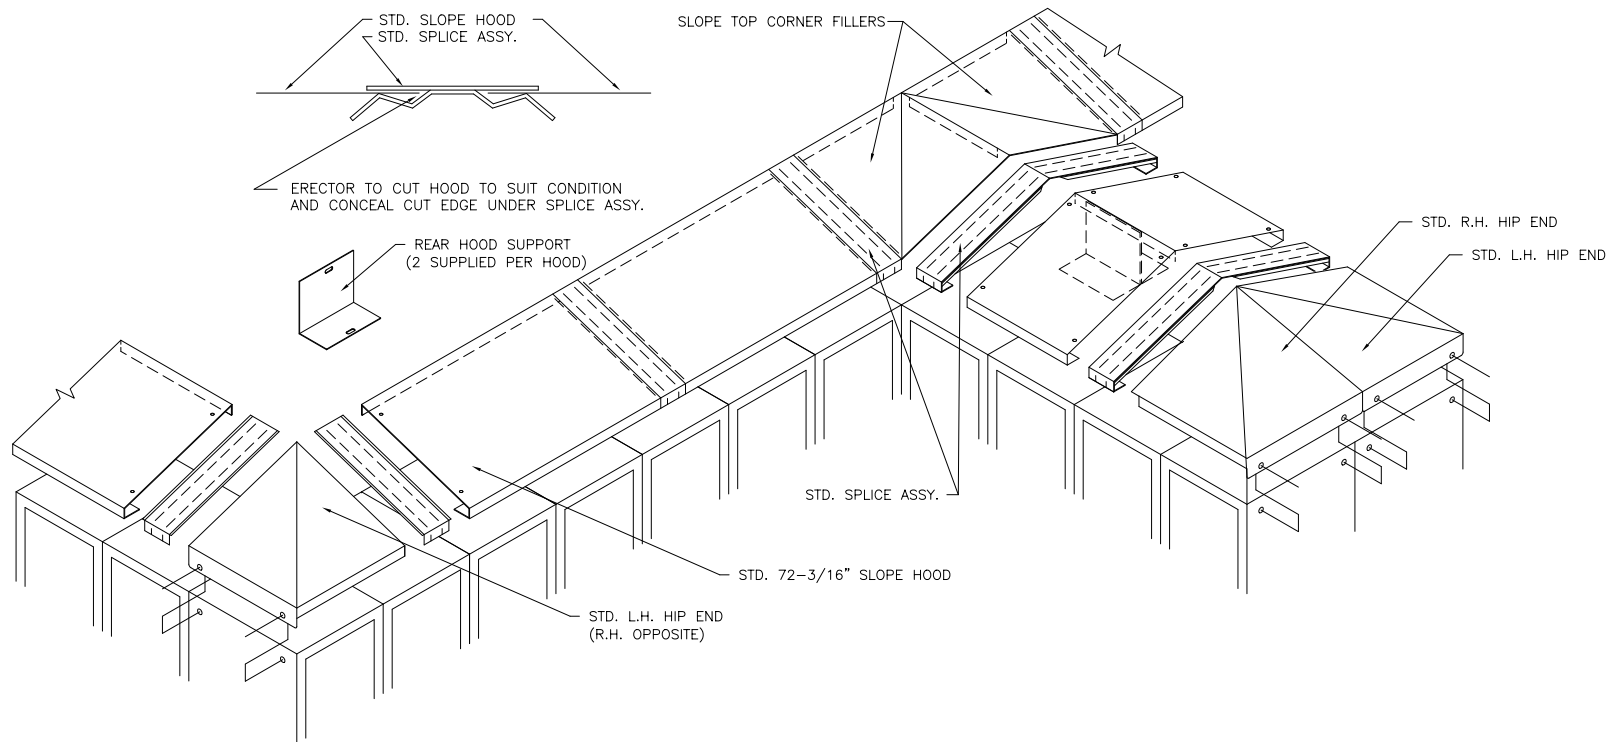 STD. SLOPE HOOD
STD. SPLICE ASSY.
SLOPE TOP CORNER FILLERS
ERECTOR TO CUT HOOD TO SUIT CONDITION
AND CONCEAL CUT EDGE UNDER SPLICE ASSY.
REAR HOOD SUPPORT
(2 SUPPLIED PER HOOD)
STD. R.H. HIP END
STD. L.H. HIP END
STD. SPLICE ASSY.
STD. 72-3/16" SLOPE HOOD
STD. L.H. HIP END
(R.H. OPPOSITE)